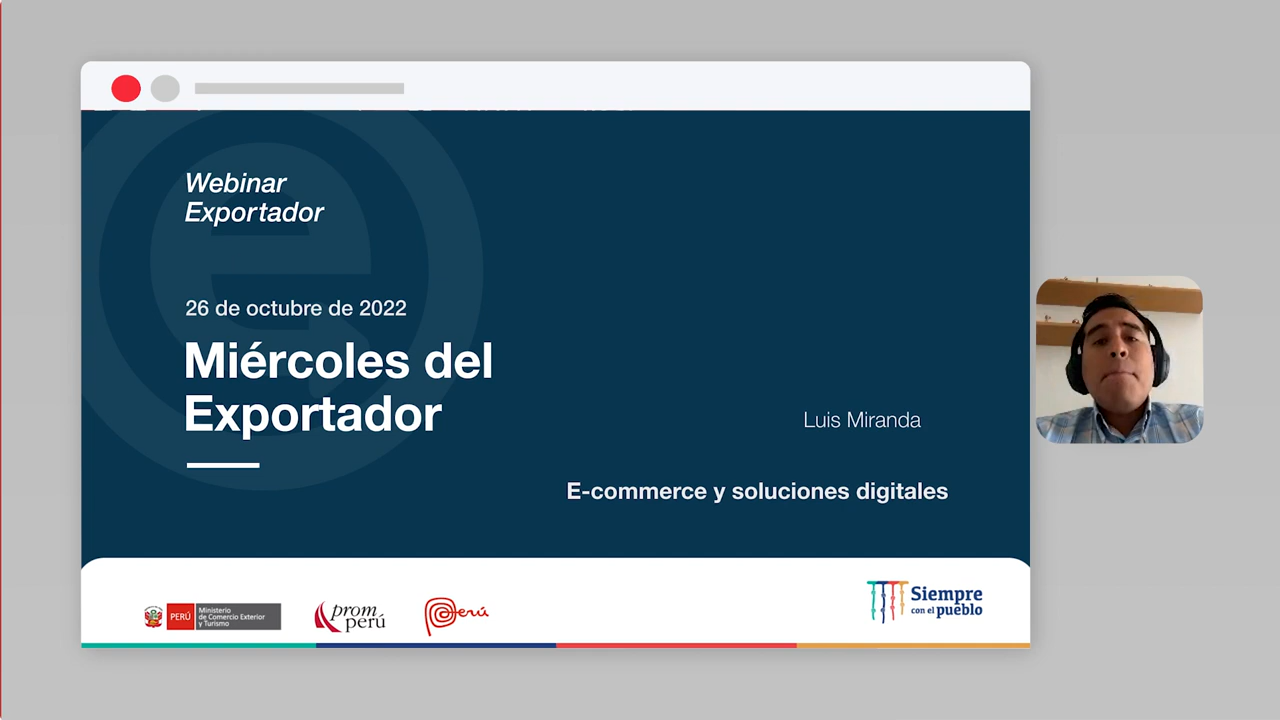 Webinar
Exportador
26 de octubre de 2022
Miércoles del
Exportador
Luis Miranda
E-commerce y soluciones digitales
PERÚ
Ministerio
de Comercio Exterior
y Turismo
prom
perú
Perú
Siempre
con el pueblo